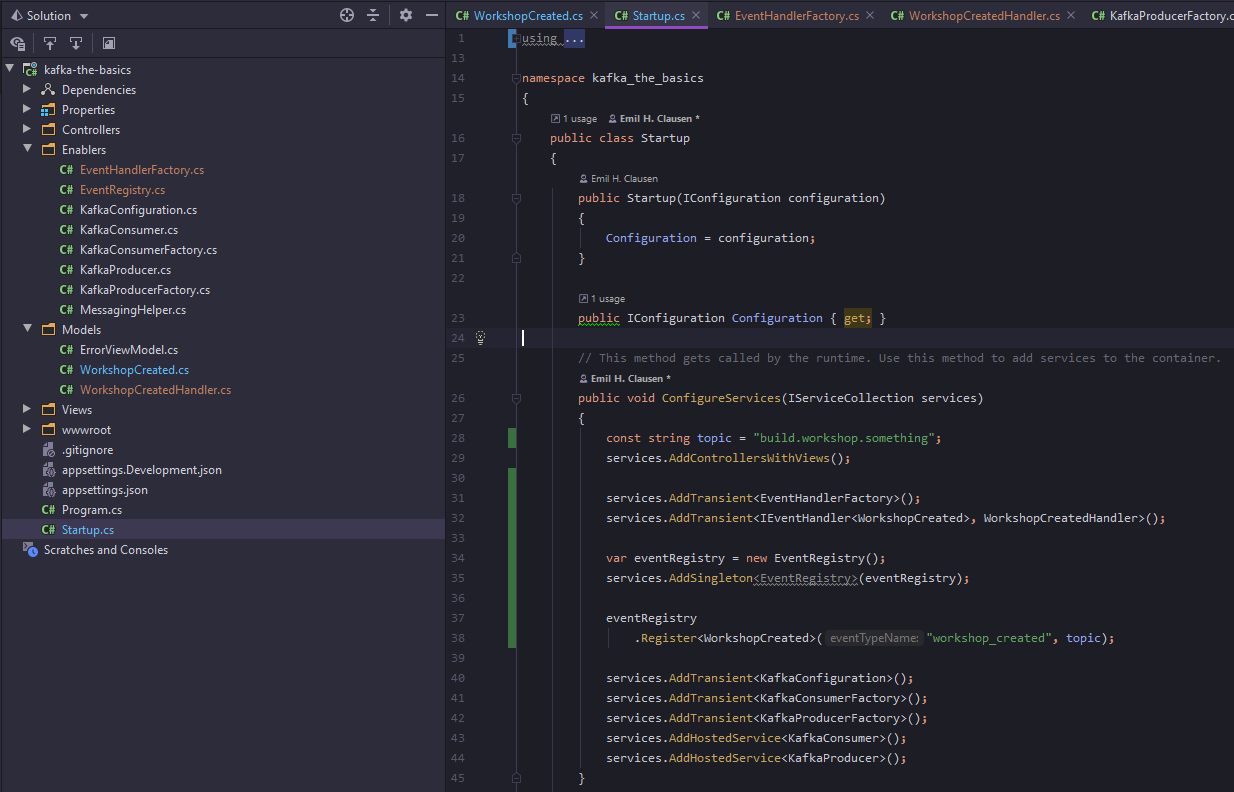 Solution
WorkshopCreated.cs
Startup.cs
EventHandlerFactory.cs
WorkshopCreatedHandler.cs
KafkaProducerFactory.c
kafka-the-basics
Dependencies
Properties
Controllers
Enablers
C# EventHandlerFactory.cs
C# EventRegistry.cs
C# KafkaConfiguration.cs
C# KafkaConsumer.cs
C# KafkaConsumerFactory.cs
C# KafkaProducer.cs
C# KafkaProducerFactory.cs
C# MessagingHelper.cs
Models
C# ErrorViewModel.cs
C# WorkshopCreated.cs
C# WorkshopCreatedHandler.cs
Views
wwwroot
.gitignore
appsettings.Development.json
appsettings.json
C# Program.cs
C# Startup.cs
Scratches and Consoles
1 using ...
13
14 namespace kafka_the_basics
15 {
1 usage Emil H. Clausen *
16 public class Startup
17 {
Emil H. Clausen
18 public Startup(IConfiguration configuration)
19 {
20 Configuration = configuration;
21 }
22
1 usage
23 public IConfiguration Configuration { get; }
24
25 // This method gets called by the runtime. Use this method to add services to the container.
Emil H. Clausen *
26 public void ConfigureServices(IServiceCollection services)
27 {
28 const string topic = "build.workshop.something";
29 services.AddControllersWithViews();
30
31 services.AddTransient<EventHandlerFactory>();
32 services.AddTransient<IEventHandler<WorkshopCreated>, WorkshopCreatedHandler>();
33
34 var eventRegistry = new EventRegistry();
35 services.AddSingleton<EventRegistry>(eventRegistry);
36
37 eventRegistry
38 .Register<WorkshopCreated>( eventTypeName: "workshop_created", topic);
39
40 services.AddTransient<KafkaConfiguration>();
41 services.AddTransient<KafkaConsumerFactory>();
42 services.AddTransient<KafkaProducerFactory>();
43 services.AddHostedService<KafkaConsumer>();
44 services.AddHostedService<KafkaProducer>();
45 }